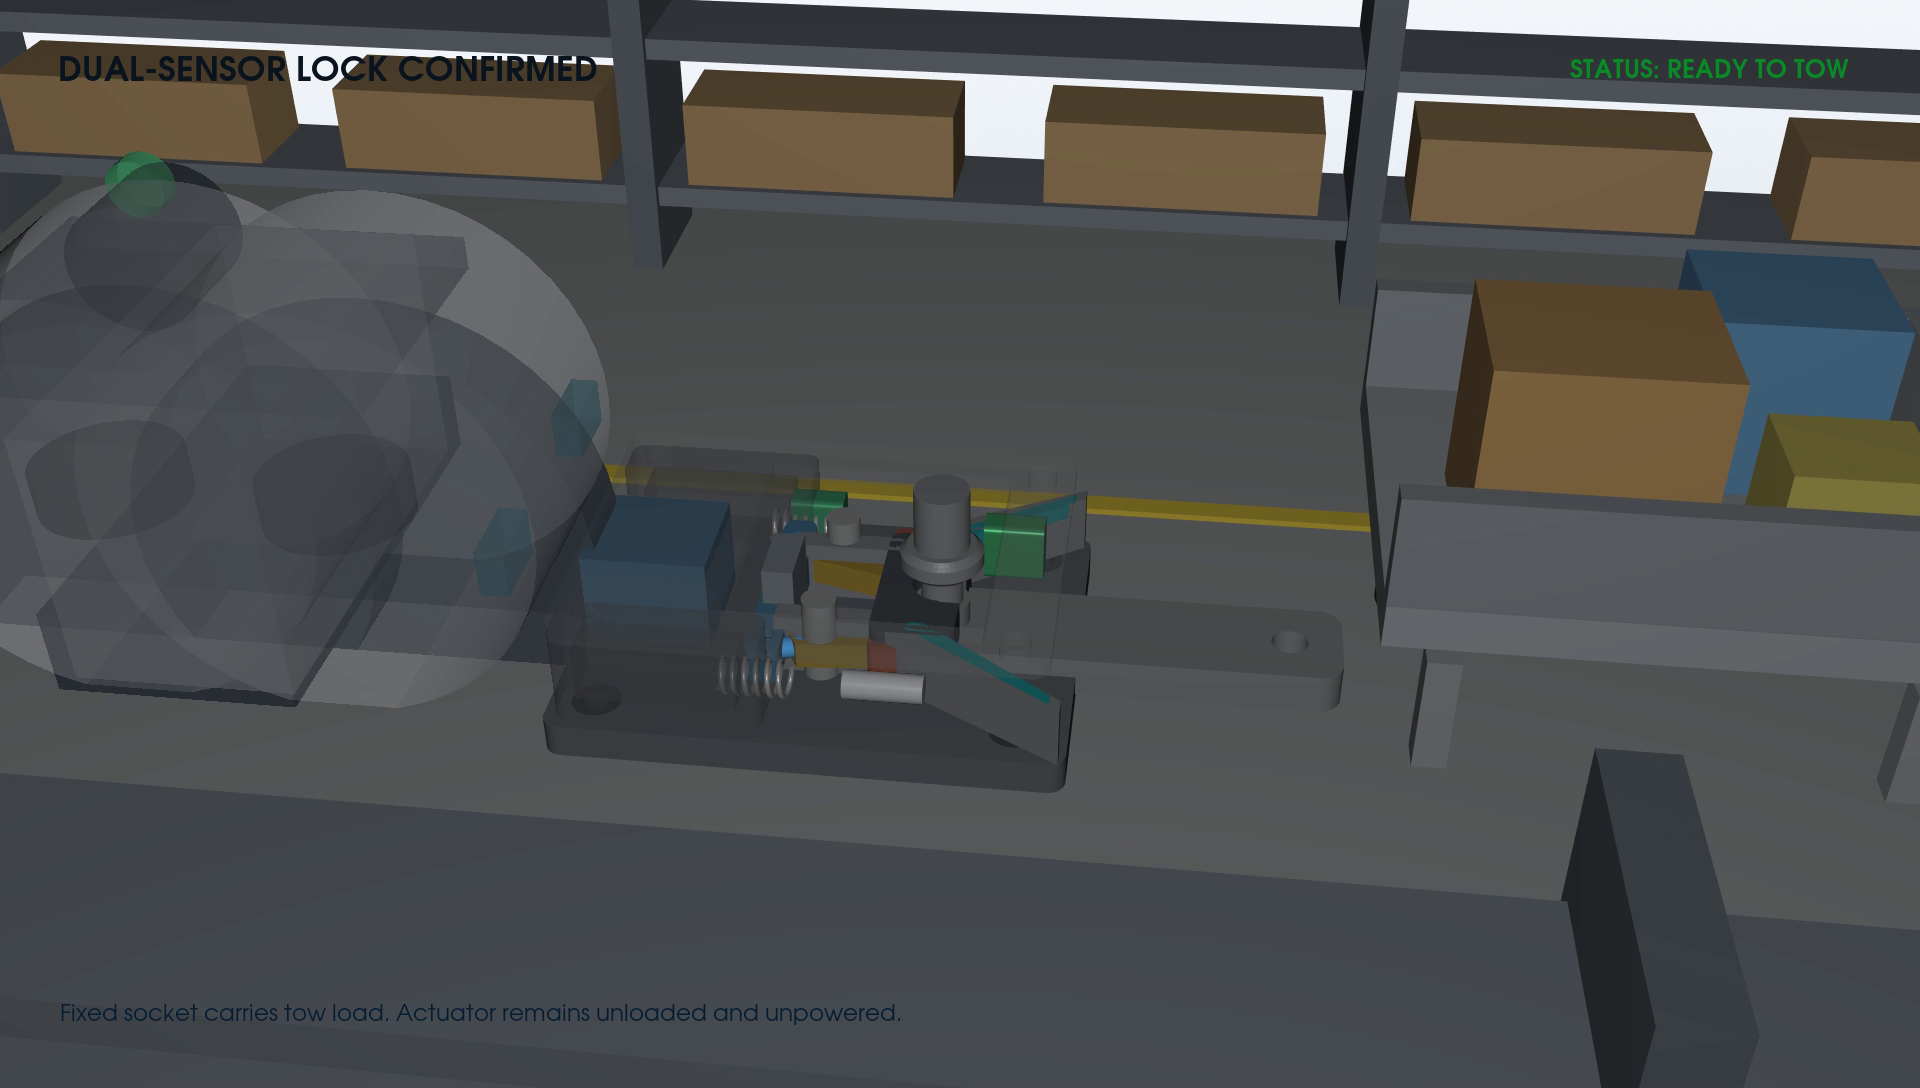 DUAL-SENSOR LOCK CONFIRMED
STATUS: READY TO TOW
Fixed socket carries tow load. Actuator remains unloaded and unpowered.